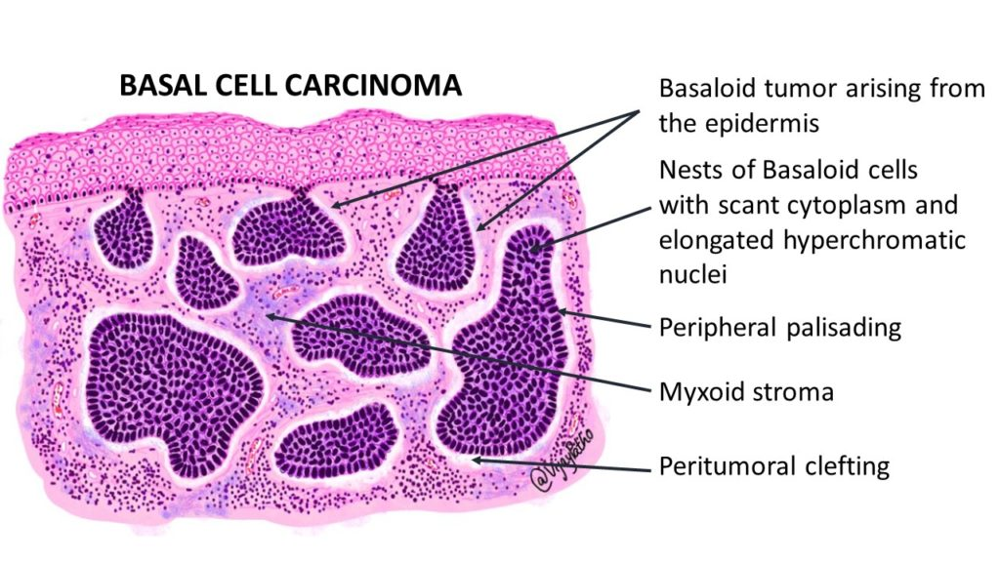 BASAL CELL CARCINOMA
Basaloid tumor arising from
the epidermis
Nests of Basaloid cells
with scant cytoplasm and
elongated hyperchromatic
nuclei
Peripheral palisading
Myxoid stroma
Peritumoral clefting
@VijayPatho